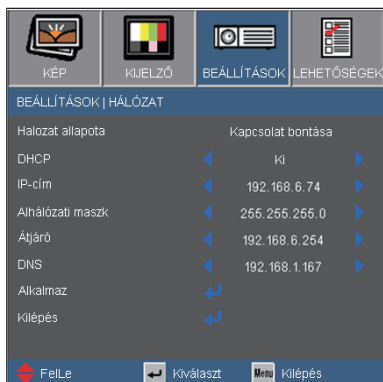 KÉP KIJELZŐ BEÁLLÍTÁSOK LEHETŐSÉGEK
BEÁLLÍTÁSOK | HÁLÓZAT
Halozat allapota Kapcsolat bontása
DHCP Ki
IP-cím 192.168.6.74
Alhálózati maszk 255.255.255.0
Átjáró 192.168.6.254
DNS 192.168.1.167
Alkalmaz
Kilépés
FelLe Kiválaszt Menu Kilépés